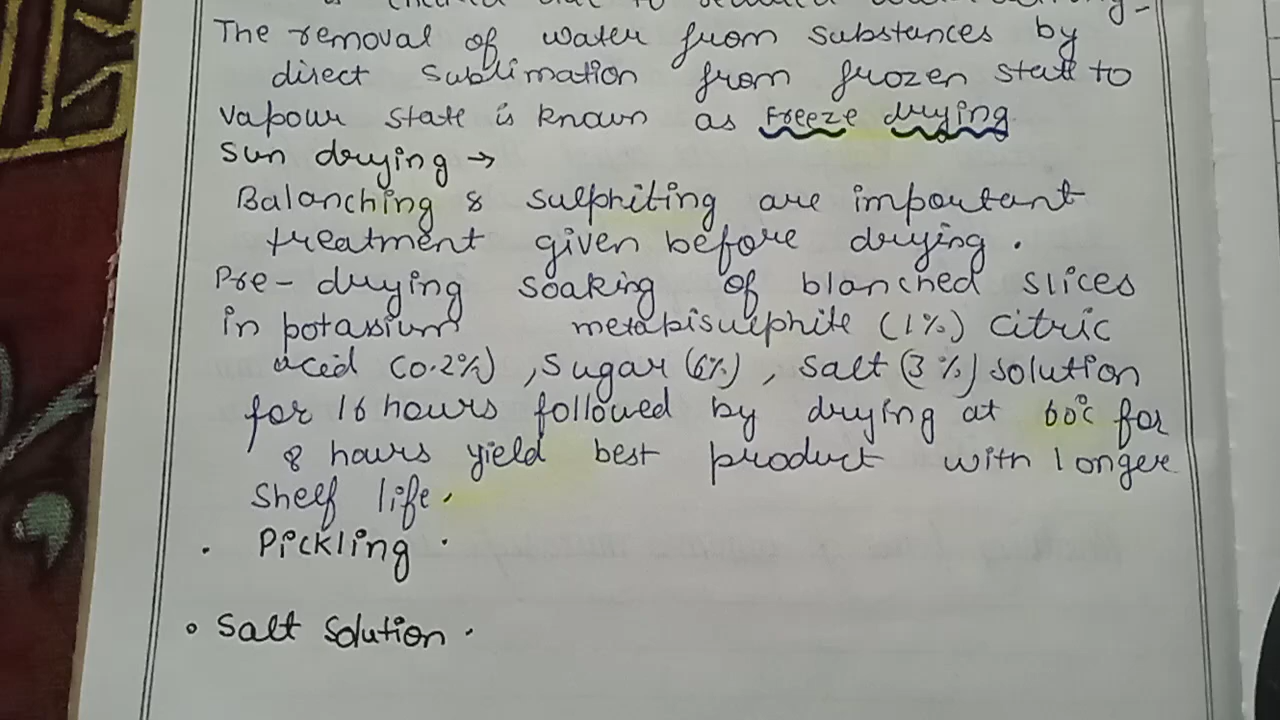 The removal of water from substances by
direct sublimation from frozen state to
vapour state is known as Freeze drying
Sun drying →
Balanching & sulphiting are important
treatment given before drying.
Pre-drying soaking of blanched slices
in potassium metabisulphite (1%) citric
acid (0.2%), Sugar (6%), Salt (3%) solution
for 16 hours followed by drying at 60°c for
8 hours yield best product with longer
Shelf life.
. Pickling.
o Salt Solution.